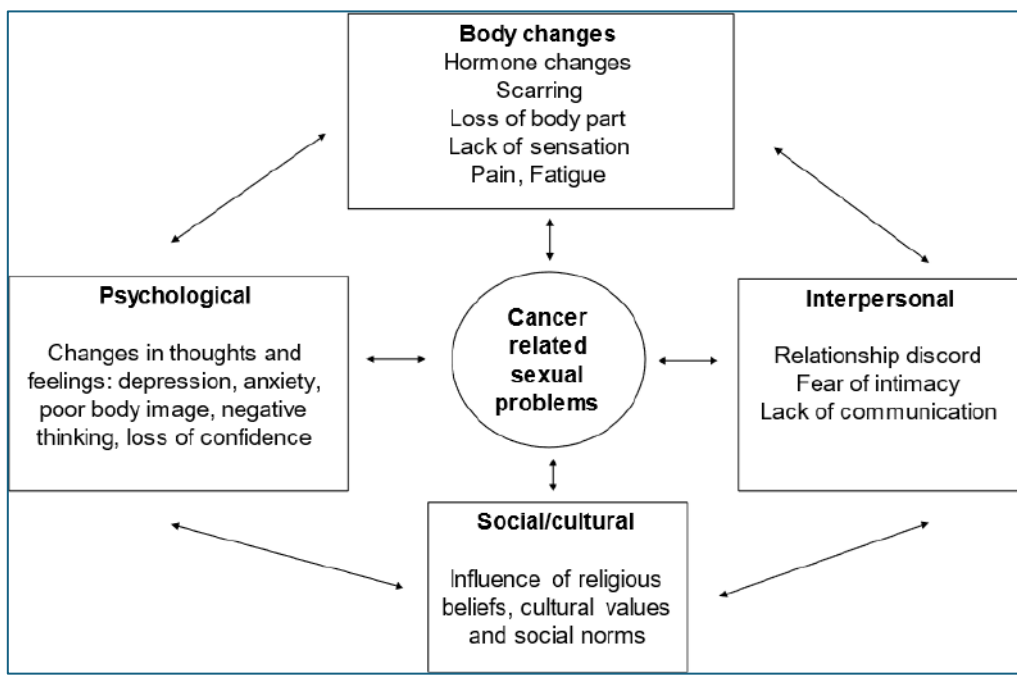 Body changes
Hormone changes
Scarring
Loss of body part
Lack of sensation
Pain, Fatigue
Psychological
Changes in thoughts and
feelings: depression, anxiety,
poor body image, negative
thinking, loss of confidence
Cancer
related
sexual
problems
Interpersonal
Relationship discord
Fear of intimacy
Lack of communication
Social/cultural
Influence of religious
beliefs, cultural values
and social norms